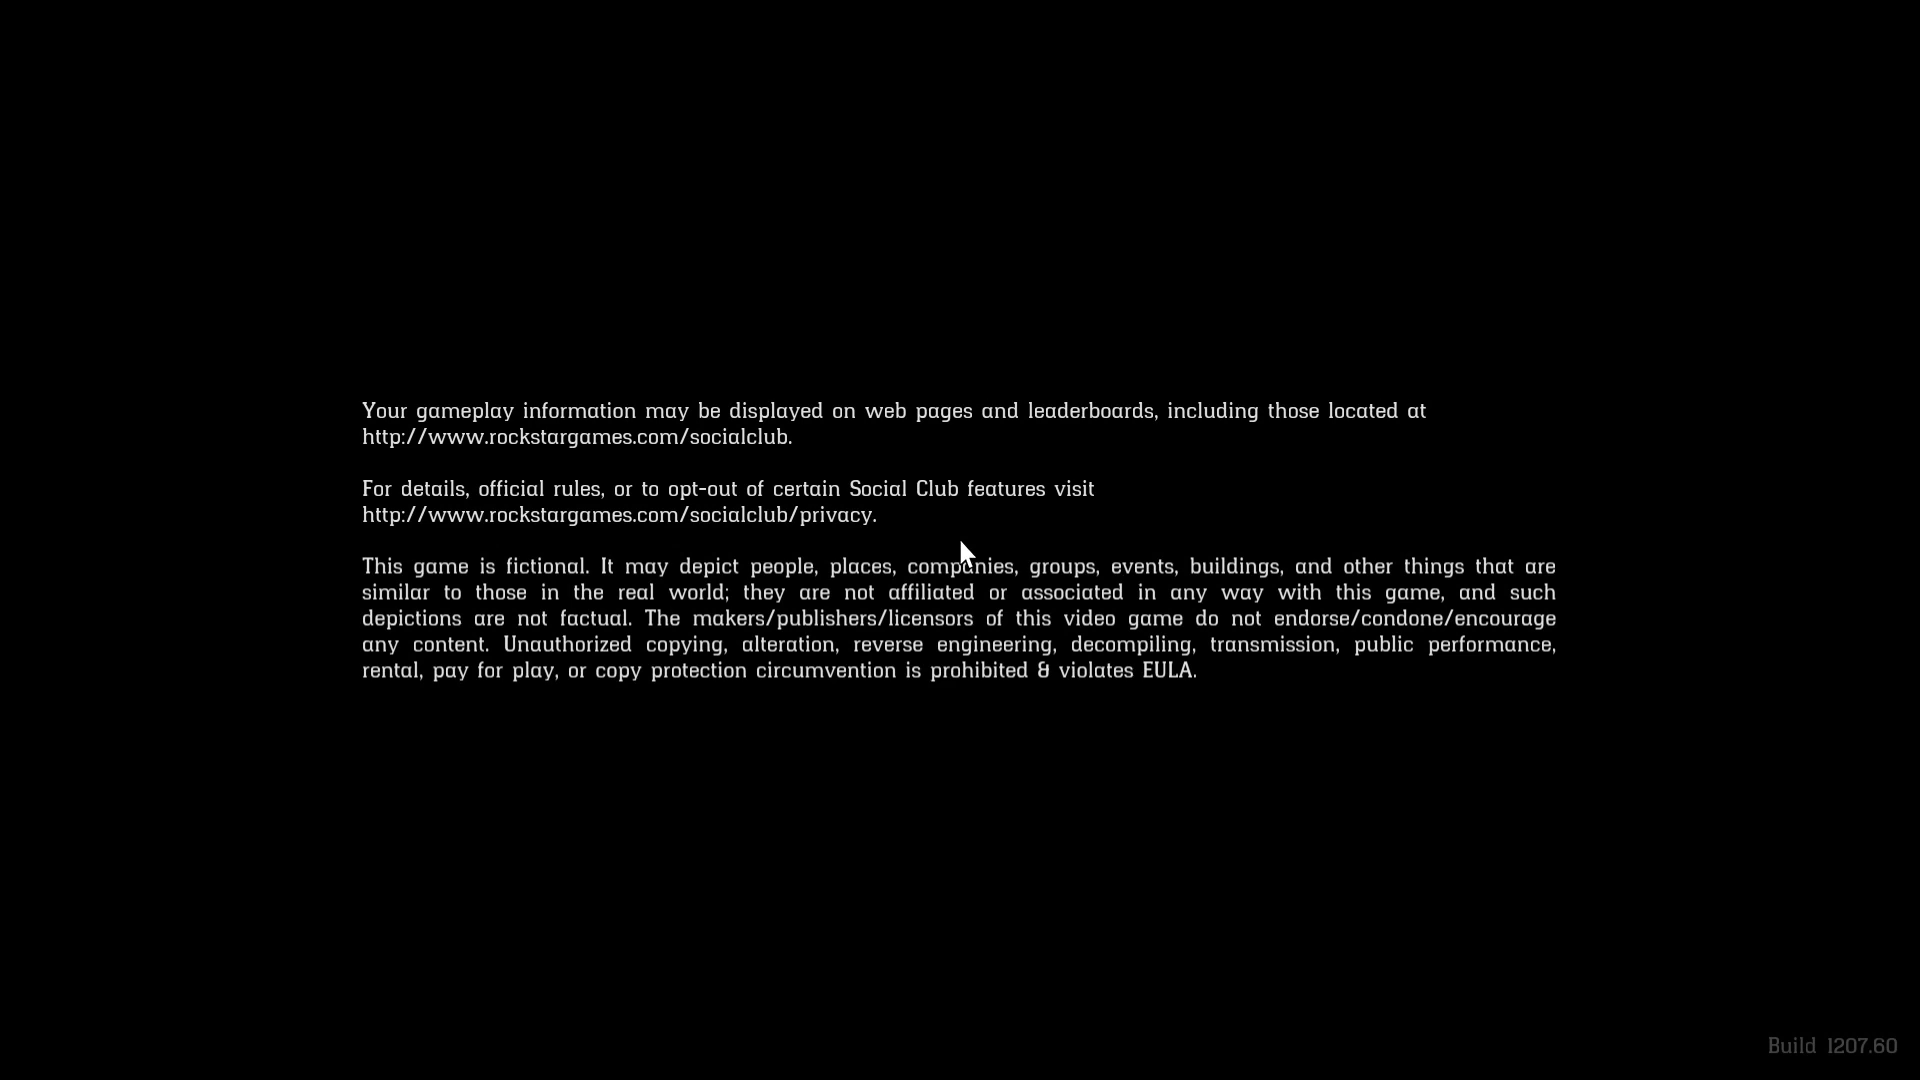 Your gameplay information may be displayed on web pages and leaderboards, including those located at
http://www.rockstargames.com/socialclub.
For details, official rules, or to opt-out of certain Social Club features visit
http://www.rockstargames.com/socialclub/privacy.
This game is fictional. It may depict people, places, companies, groups, events, buildings, and other things that are
similar to those in the real world; they are not affiliated or associated in any way with this game, and such
depictions are not factual. The makers/publishers/licensors of this video game do not endorse/condone/encourage
any content. Unauthorized copying, alteration, reverse engineering, decompiling, transmission, public performance,
rental, pay for play, or copy protection circumvention is prohibited & violates EULA.
Build 1207.60